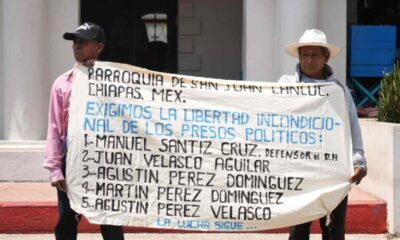 PARROQUIA DE SAN JUAN CANCUC,
CHIAPAS, MEX.
EXIGIMOS LA LIBERTAD INCONDICIO-
NAL DE LOS PRESOS POLITICOS:
1-MANUEL SANTIZ CRUZ, DEFENSOR DE DH
2-JUAN VELASCO AGUILAR
3-AGUSTIN PEREZ DOMINGUEZ
4-MARTIN PEREZ DOMINGUEZ
5-AGUSTIN PEREZ VELASCO
LA LUCHA SIGUE...